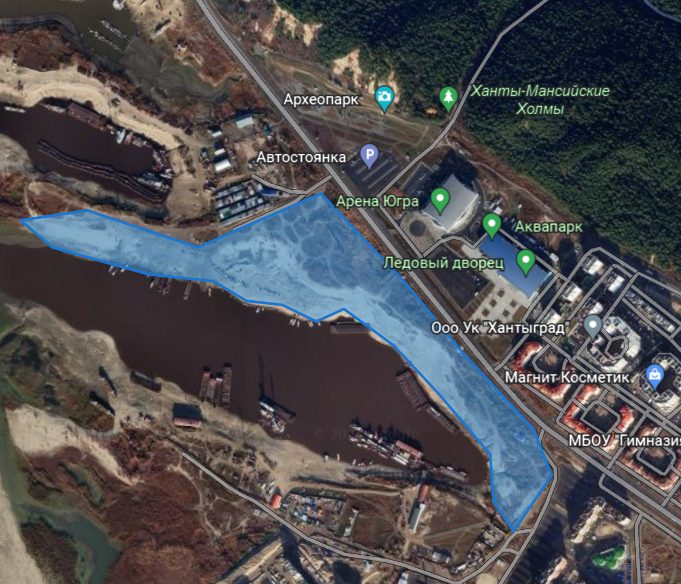 Археопарк
Ханты-Мансийские
Холмы
Автостоянка
P
Арена Югра
Аквапарк
Ледовый дворец
Ооо Ук "Хантыград"
Магнит Косметик
МБОУ "Гимназия